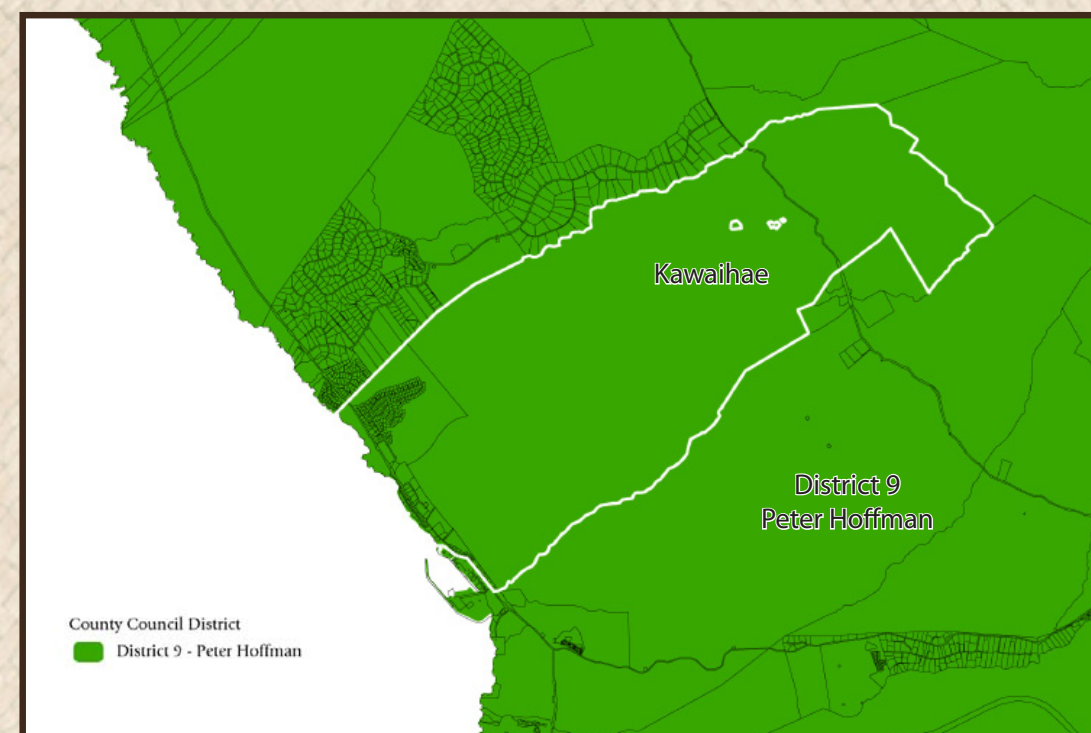 Kawaihae
District 9
Peter Hoffman
County Council District
District 9 - Peter Hoffman